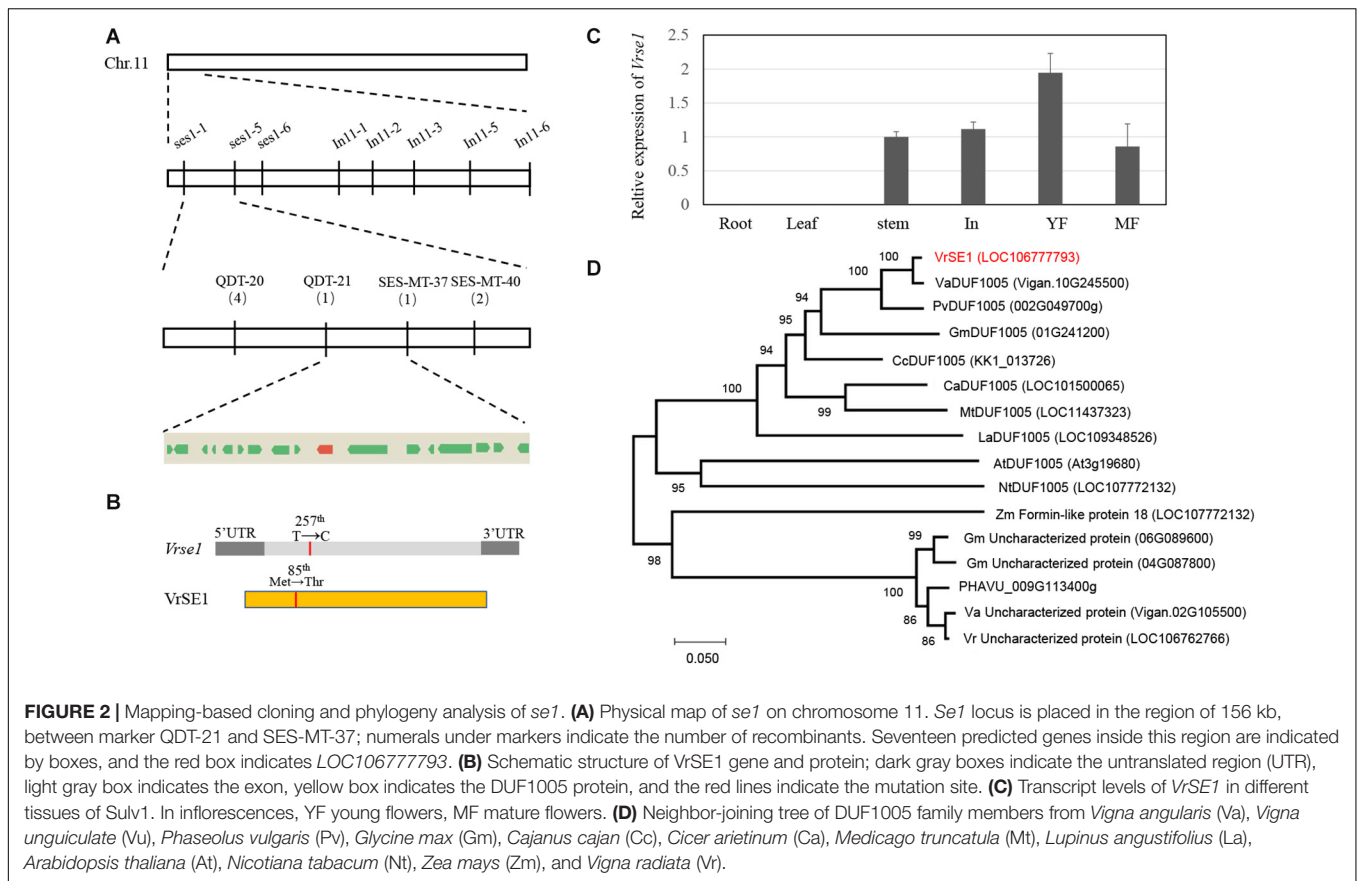 A
Chr.11
ses1-1 ses1-5 ses1-6 In11-1 In11-2 In11-3 In11-5 In11-6
QDT-20 QDT-21 SES-MT-37 SES-MT-40
(4) (1) (1) (2)
B
5'UTR 257th 3'UTR
T→C
Vrse1
85th
Met→Thr
VrSE1
C
Reltive expression of Vrse1
2.5
2
1.5
1
0.5
0
Root Leaf stem In YF MF
D
100 VrSE1 (LOC106777793)
100
VaDUF1005 (Vigan.10G245500)
94 PvDUF1005 (002G049700g)
95 GmDUF1005 (01G241200)
94 CcDUF1005 (KK1_013726)
100 CaDUF1005 (LOC101500065)
99 MtDUF1005 (LOC11437323)
LaDUF1005 (LOC109348526)
AtDUF1005 (At3g19680)
95 NtDUF1005 (LOC107772132)
Zm Formin-like protein 18 (LOC107772132)
99 Gm Uncharacterized protein (06G089600)
98 Gm Uncharacterized protein (04G087800)
100 PHAVU_009G113400g
86 Va Uncharacterized protein (Vigan.02G105500)
86 Vr Uncharacterized protein (LOC106762766)
0.050
FIGURE 2 | Mapping-based cloning and phylogeny analysis of se1. (A) Physical map of se1 on chromosome 11. Se1 locus is placed in the region of 156 kb,
between marker QDT-21 and SES-MT-37; numerals under markers indicate the number of recombinants. Seventeen predicted genes inside this region are indicated
by boxes, and the red box indicates LOC106777793. (B) Schematic structure of VrSE1 gene and protein; dark gray boxes indicate the untranslated region (UTR),
light gray box indicates the exon, yellow box indicates the DUF1005 protein, and the red lines indicate the mutation site. (C) Transcript levels of VrSE1 in different
tissues of Sulv1. In inflorescences, YF young flowers, MF mature flowers. (D) Neighbor-joining tree of DUF1005 family members from Vigna angularis (Va), Vigna
unguiculate (Vu), Phaseolus vulgaris (Pv), Glycine max (Gm), Cajanus cajan (Cc), Cicer arietinum (Ca), Medicago truncatula (Mt), Lupinus angustifolius (La),
Arabidopsis thaliana (At), Nicotiana tabacum (Nt), Zea mays (Zm), and Vigna radiata (Vr).